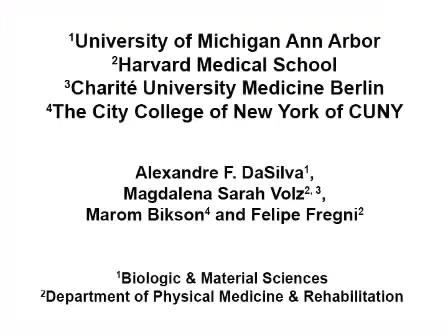 ¹University of Michigan Ann Arbor
²Harvard Medical School
³Charité University Medicine Berlin
⁴The City College of New York of CUNY
Alexandre F. DaSilva¹,
Magdalena Sarah Volz²,³,
Marom Bikson⁴ and Felipe Fregni²
¹Biologic & Material Sciences
²Department of Physical Medicine & Rehabilitation